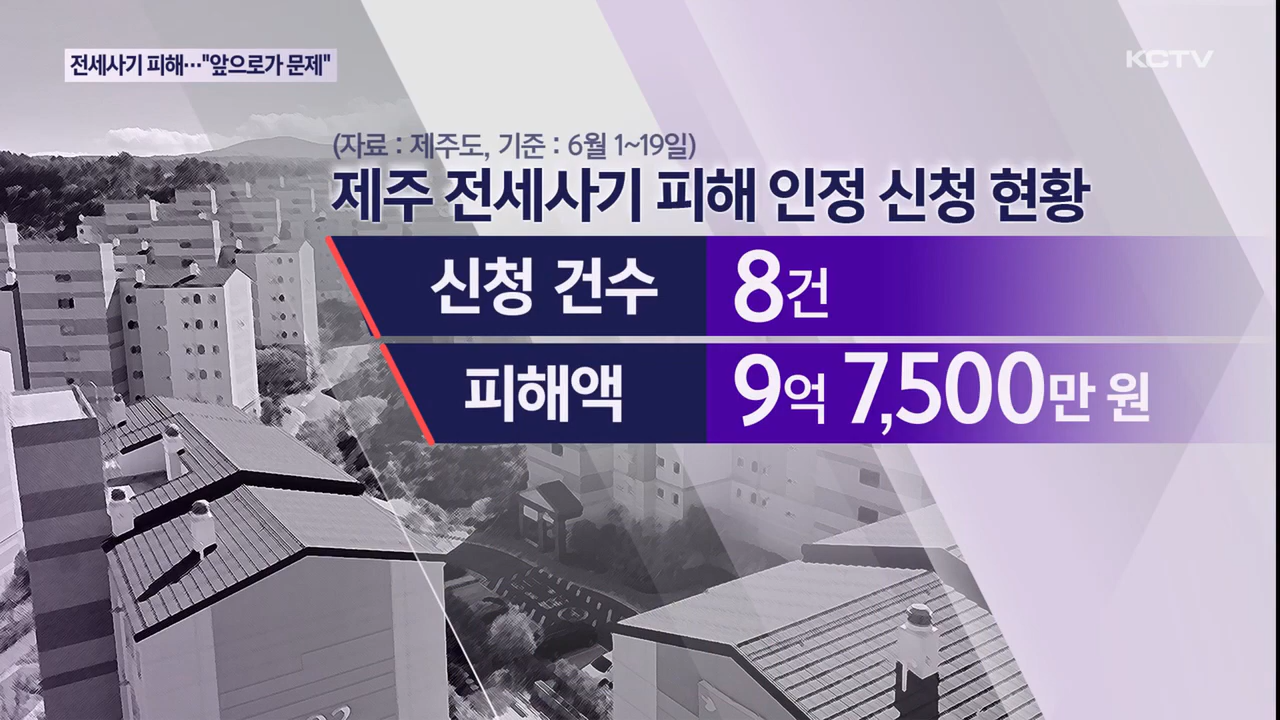 전세사기 피해…"앞으로가 문제"
KCTV
(자료 : 제주도, 기준 : 6월 1~19일)
제주 전세사기 피해 인정 신청 현황
신청 건수 8건
피해액 9억 7,500만 원